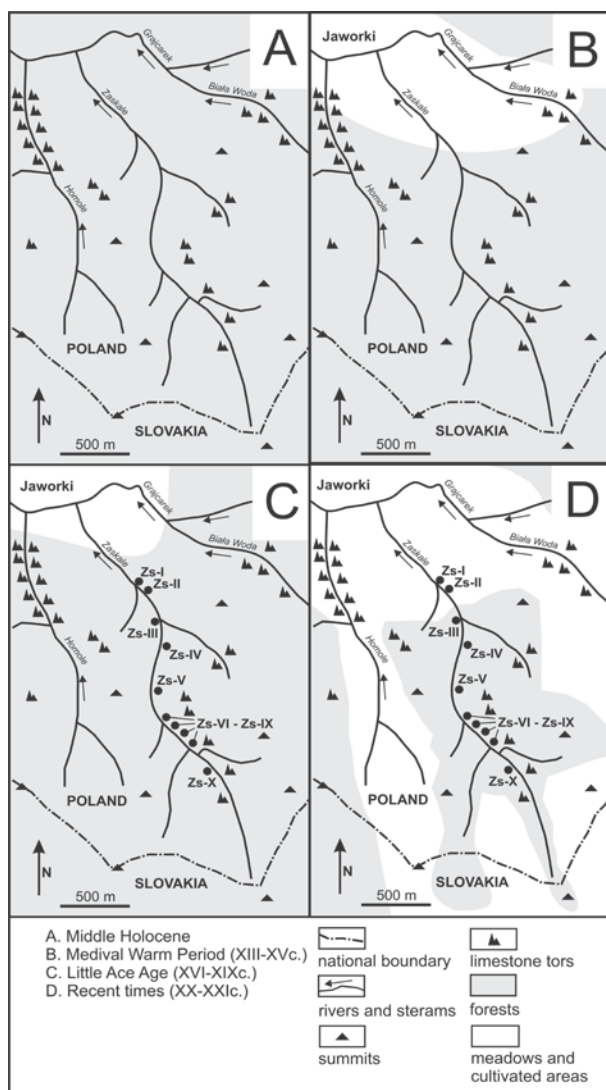 A
Grajcarek
Zaskale
Biała Woda
Homole
POLAND
N
SLOVAKIA
500 m
B
Jaworki
Grajcarek
Zaskale
Biała Woda
Homole
POLAND
N
SLOVAKIA
500 m
C
Jaworki
Grajcarek
Zaskale
Biała Woda
Zs-I
Zs-II
Zs-III
Zs-IV
Homole
Zs-V
Zs-VI - Zs-IX
Zs-X
POLAND
N
SLOVAKIA
500 m
D
Jaworki
Grajcarek
Zaskale
Biała Woda
Zs-I
Zs-II
Zs-III
Zs-IV
Homole
Zs-V
Zs-VI - Zs-IX
Zs-X
POLAND
N
SLOVAKIA
500 m
A. Middle Holocene
B. Medival Warm Period (XIII-XVc.)
C. Little Ace Age (XVI-XIXc.)
D. Recent times (XX-XXIc.)
national boundary
rivers and sterams
summits
limestone tors
forests
meadows and
cultivated areas